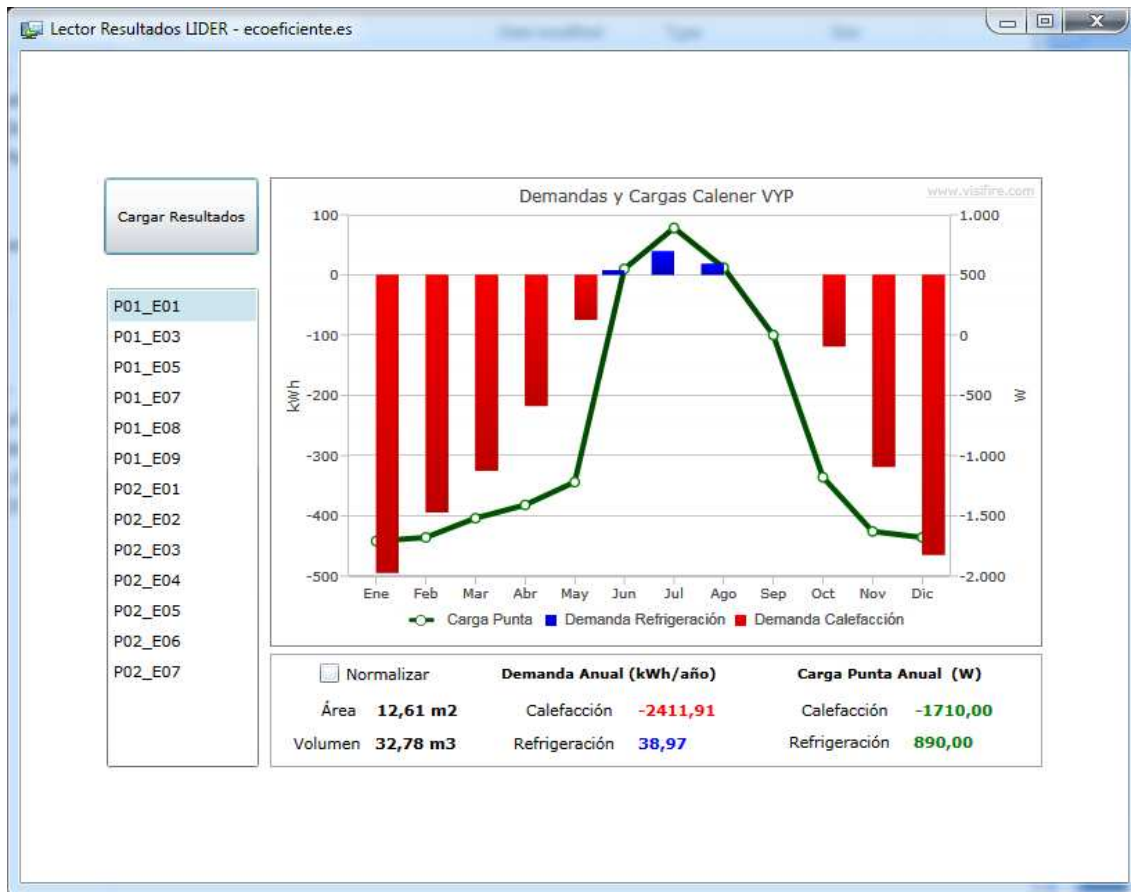 Lector Resultados LIDER - ecoeficiente.es
Cargar Resultados
P01_E01
P01_E03
P01_E05
P01_E07
P01_E08
P01_E09
P02_E01
P02_E02
P02_E03
P02_E04
P02_E05
P02_E06
P02_E07
Demandas y Cargas Calener VYP
www.visifire.com
100
0
-100
-200
-300
-400
-500
kWh
1.000
500
0
-500
-1.000
-1.500
-2.000
W
Ene Feb Mar Abr May Jun Jul Ago Sep Oct Nov Dic
Carga Punta Demanda Refrigeración Demanda Calefacción
Normalizar Demanda Anual (kWh/año) Carga Punta Anual (W)
Área 12,61 m2 Calefacción -2411,91 Calefacción -1710,00
Volumen 32,78 m3 Refrigeración 38,97 Refrigeración 890,00